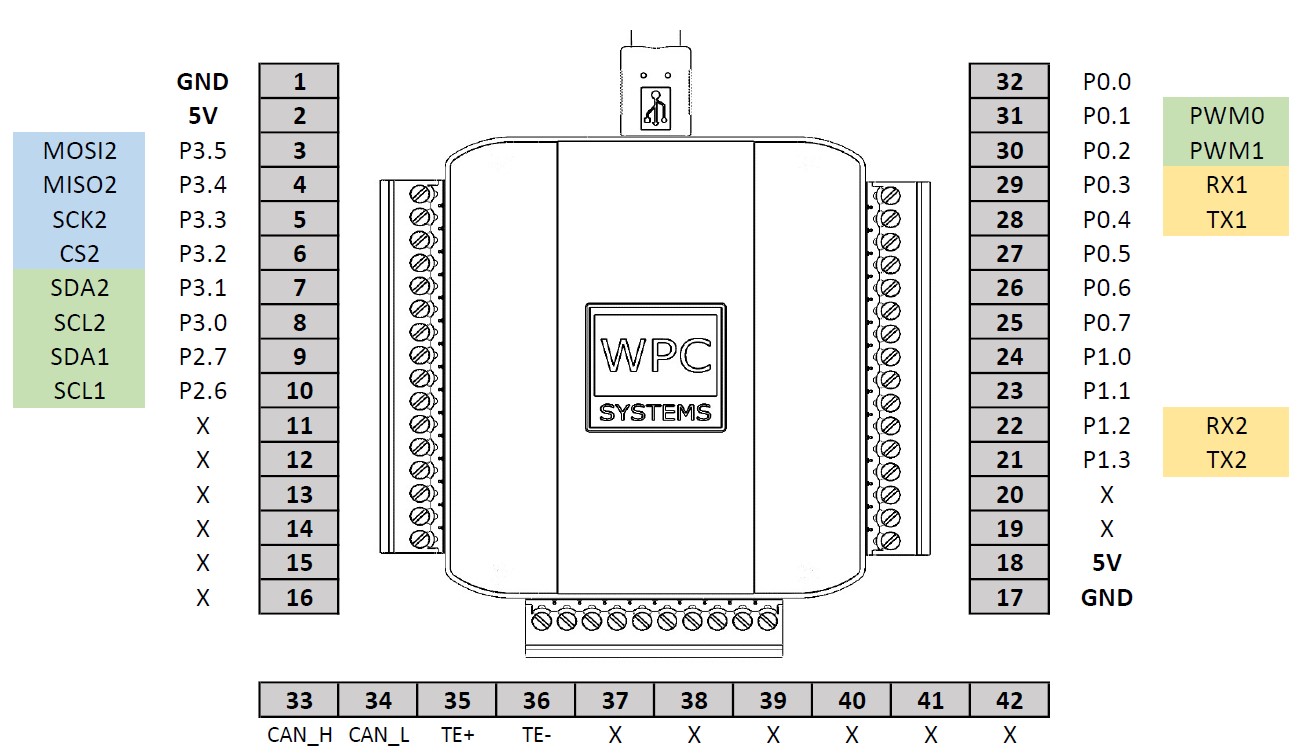 GND 1 32 P0.0
5V 2 31 P0.1 PWM0
MOSI2 P3.5 3 30 P0.2 PWM1
MISO2 P3.4 4 29 P0.3 RX1
SCK2 P3.3 5 28 P0.4 TX1
CS2 P3.2 6 27 P0.5
SDA2 P3.1 7 26 P0.6
SCL2 P3.0 8 25 P0.7
SDA1 P2.7 9 WPC 24 P1.0
SCL1 P2.6 10 SYSTEMS 23 P1.1
X 11 22 P1.2 RX2
X 12 21 P1.3 TX2
X 13 20 X
X 14 19 X
X 15 18 5V
X 16 17 GND
33 34 35 36 37 38 39 40 41 42
CAN_H CAN_L TE+ TE- X X X X X X